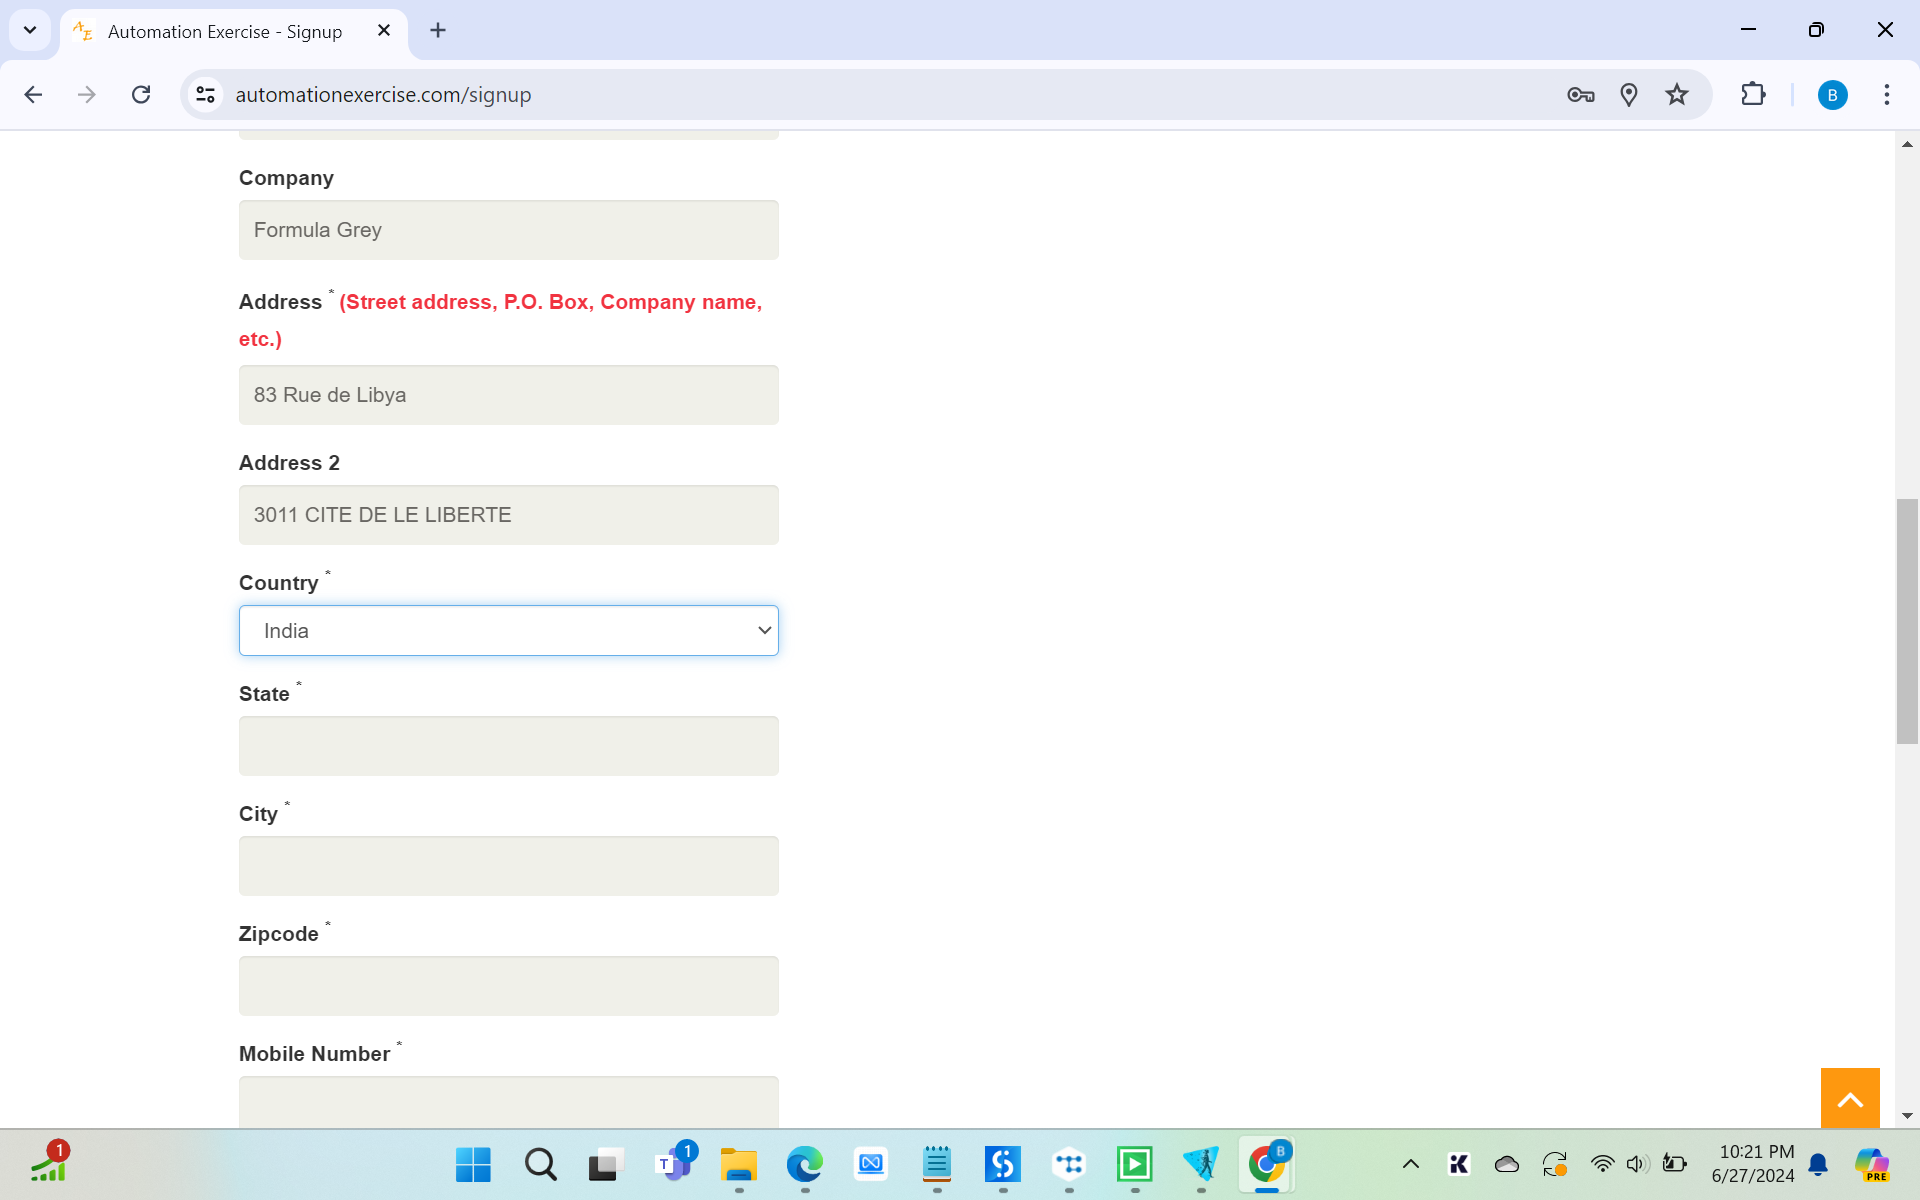 Automation Exercise - Signup
automationexercise.com/signup
B
Company
Formula Grey
Address * (Street address, P.O. Box, Company name,
etc.)
83 Rue de Libya
Address 2
3011 CITE DE LE LIBERTE
Country *
India
State *
City *
Zipcode *
Mobile Number *
1
T
1
B
K
10:21 PM
6/27/2024
PRE